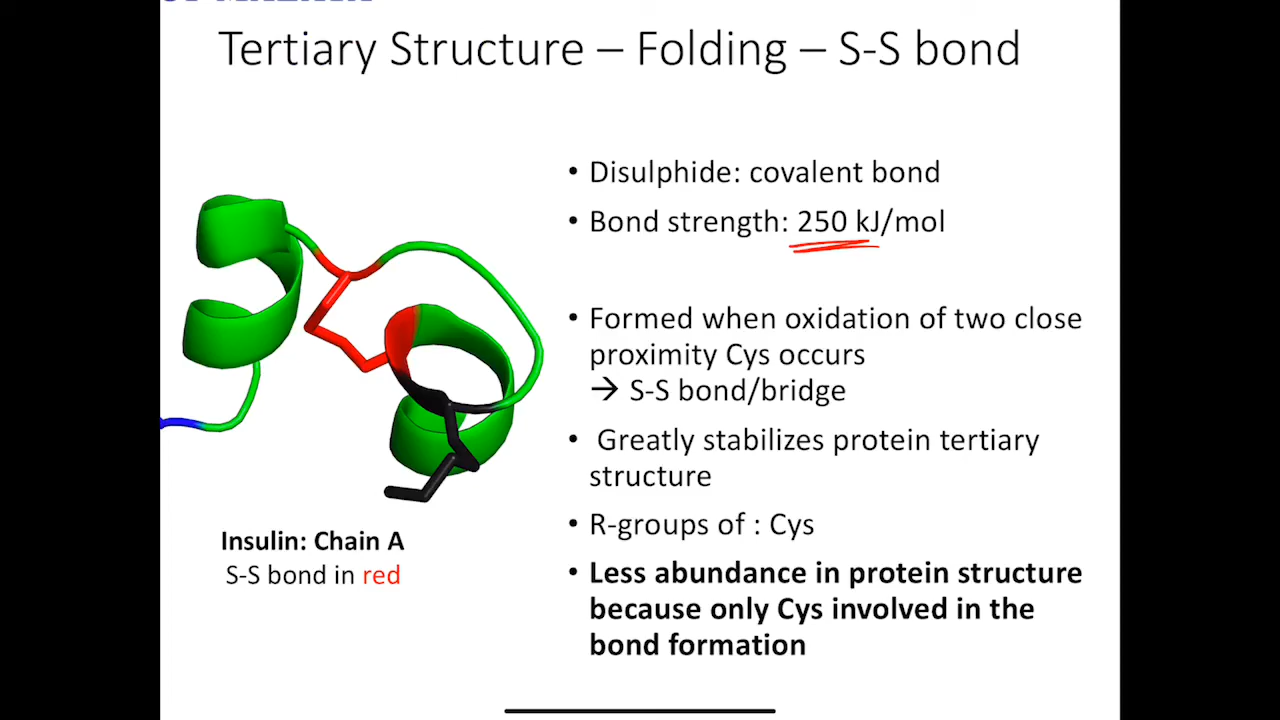 Tertiary Structure – Folding – S-S bond
• Disulphide: covalent bond
• Bond strength: 250 kJ/mol
• Formed when oxidation of two close
proximity Cys occurs
→ S-S bond/bridge
• Greatly stabilizes protein tertiary
structure
• R-groups of : Cys
• Less abundance in protein structure
because only Cys involved in the
bond formation
Insulin: Chain A
S-S bond in red